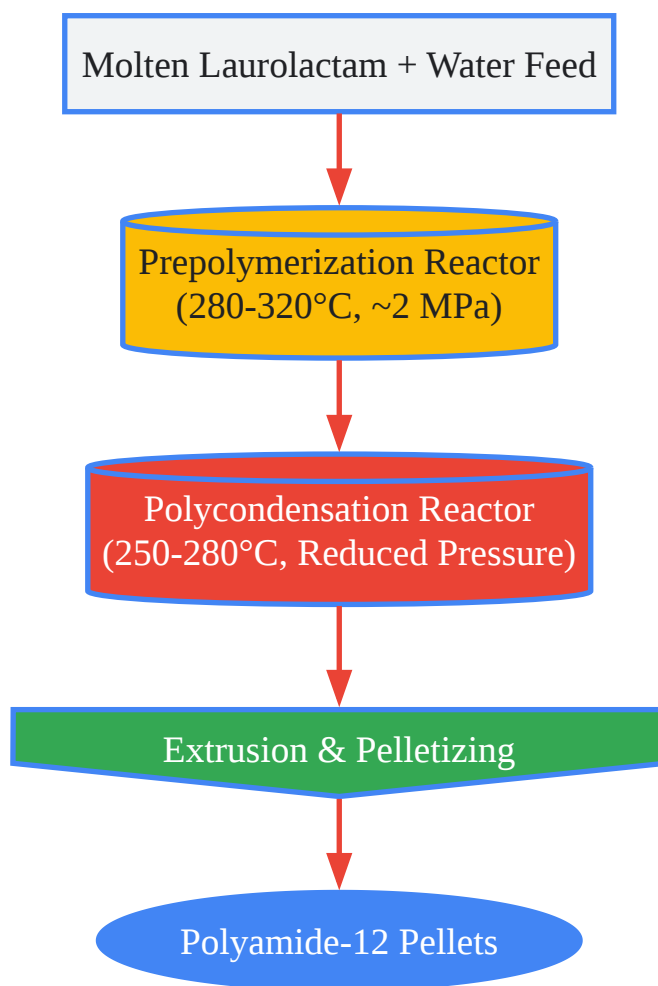 Molten Laurolactam + Water Feed
Prepolymerization Reactor
(280-320°C, ~2 MPa)
Polycondensation Reactor
(250-280°C, Reduced Pressure)
Extrusion & Pelletizing
Polyamide-12 Pellets